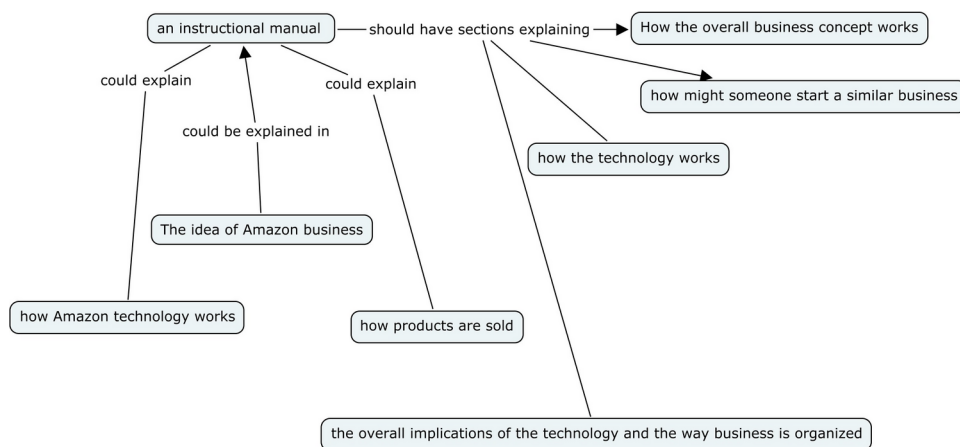 an instructional manual
should have sections explaining
How the overall business concept works
could explain
could explain
how might someone start a similar business
could be explained in
how the technology works
The idea of Amazon business
how Amazon technology works
how products are sold
the overall implications of the technology and the way business is organized